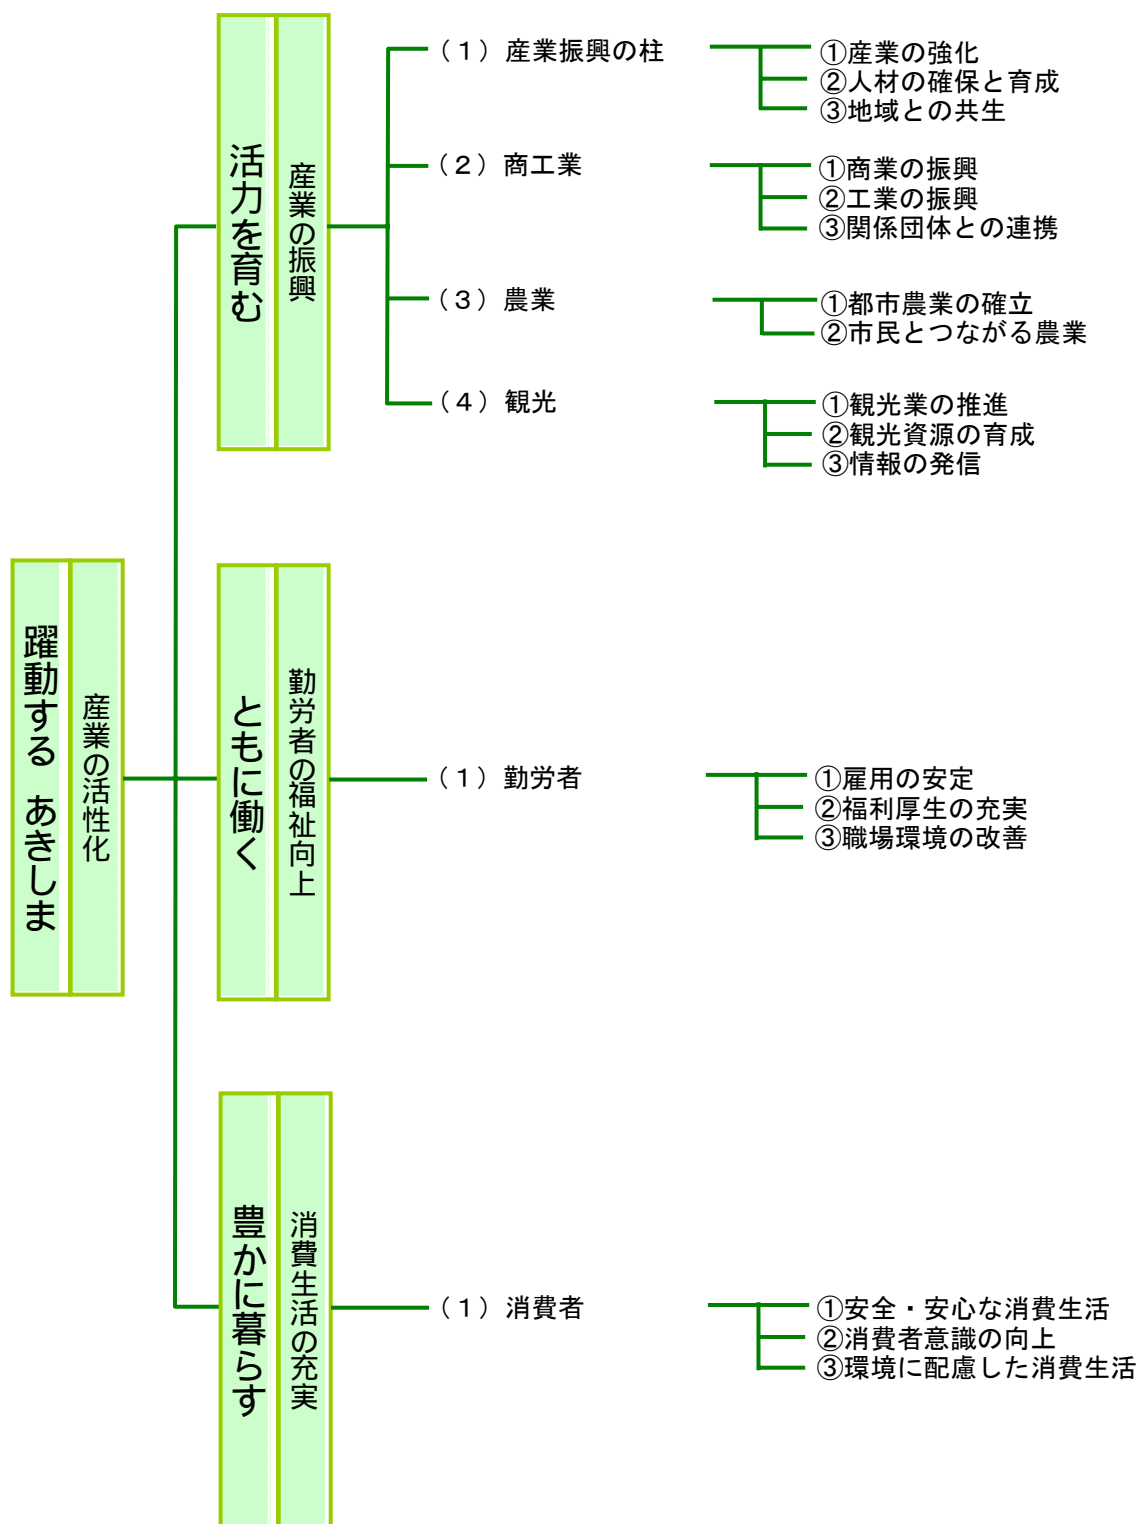 躍動する　あきしま
産業の活性化
活力を育む
産業の振興
（１）産業振興の柱
①産業の強化
②人材の確保と育成
③地域との共生
（２）商工業
①商業の振興
②工業の振興
③関係団体との連携
（３）農業
①都市農業の確立
②市民とつながる農業
（４）観光
①観光業の推進
②観光資源の育成
③情報の発信
ともに働く
勤労者の福祉向上
（１）勤労者
①雇用の安定
②福利厚生の充実
③職場環境の改善
豊かに暮らす
消費生活の充実
（１）消費者
①安全・安心な消費生活
②消費者意識の向上
③環境に配慮した消費生活